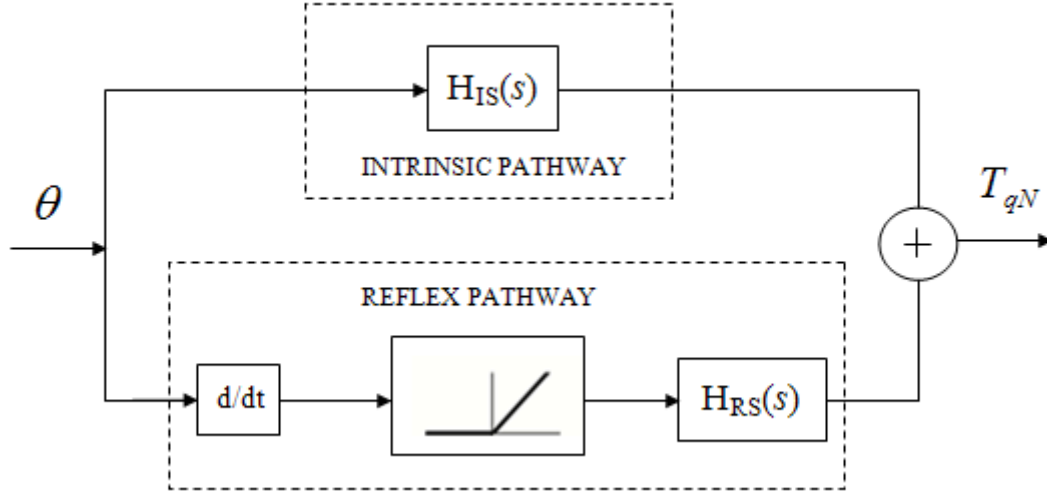 H_IS(s)
INTRINSIC PATHWAY
θ
T_qN
+
REFLEX PATHWAY
d/dt
H_RS(s)